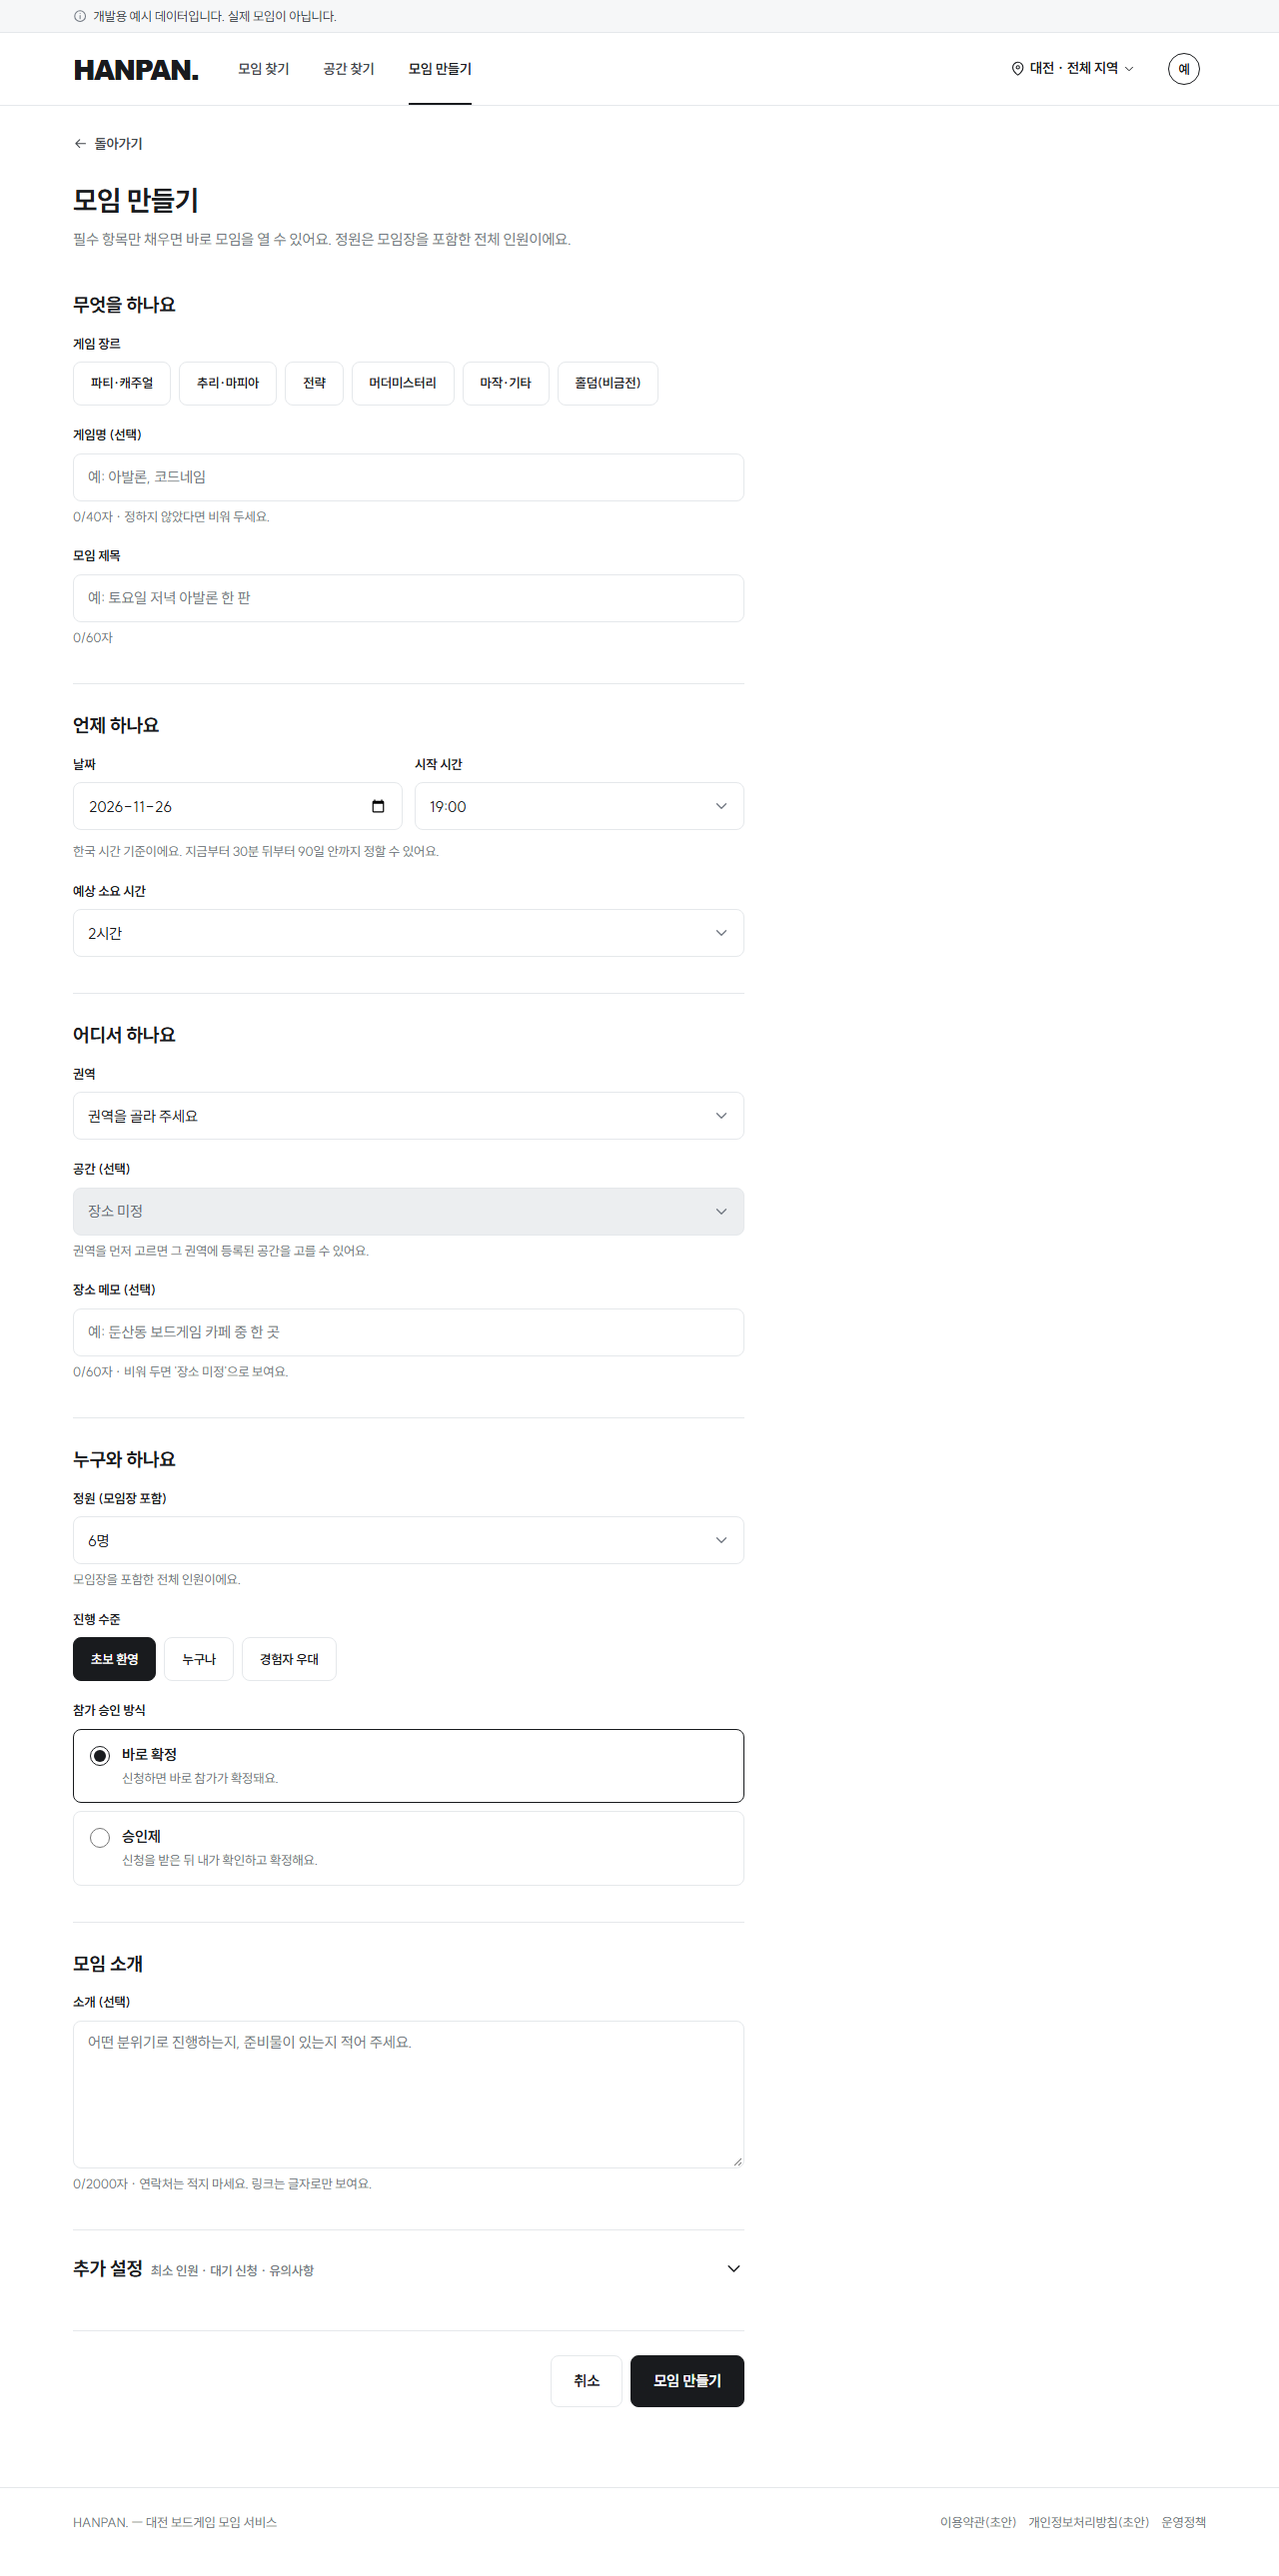 개발용 예시 데이터입니다. 실제 모임이 아닙니다.
HANPAN. 모임 찾기 공간 찾기 모임 만들기 대전 · 전체 지역 예
돌아가기
모임 만들기
필수 항목만 채우면 바로 모임을 열 수 있어요. 정원은 모임장을 포함한 전체 인원이에요.
무엇을 하나요
게임 장르
파티·캐주얼 추리·마피아 전략 머더미스터리 마작·기타 홀덤(비금전)
게임명 (선택)
예: 아발론, 코드네임
0/40자 · 정하지 않았다면 비워 두세요.
모임 제목
예: 토요일 저녁 아발론 한 판
0/60자
언제 하나요
날짜 시작 시간
2026-11-26 19:00
한국 시간 기준이에요. 지금부터 30분 뒤부터 90일 안까지 정할 수 있어요.
예상 소요 시간
2시간
어디서 하나요
권역
권역을 골라 주세요
공간 (선택)
장소 미정
권역을 먼저 고르면 그 권역에 등록된 공간을 고를 수 있어요.
장소 메모 (선택)
예: 둔산동 보드게임 카페 중 한 곳
0/60자 · 비워 두면 '장소 미정'으로 보여요.
누구와 하나요
정원 (모임장 포함)
6명
모임장을 포함한 전체 인원이에요.
진행 수준
초보 환영 누구나 경험자 우대
참가 승인 방식
바로 확정
신청하면 바로 참가가 확정돼요.
승인제
신청을 받은 뒤 내가 확인하고 확정해요.
모임 소개
소개 (선택)
어떤 분위기로 진행하는지, 준비물이 있는지 적어 주세요.
0/2000자 · 연락처는 적지 마세요. 링크는 글자로만 보여요.
추가 설정 최소 인원 · 대기 신청 · 유의사항
취소 모임 만들기
HANPAN. — 대전 보드게임 모임 서비스 이용약관(초안) 개인정보처리방침(초안) 운영정책